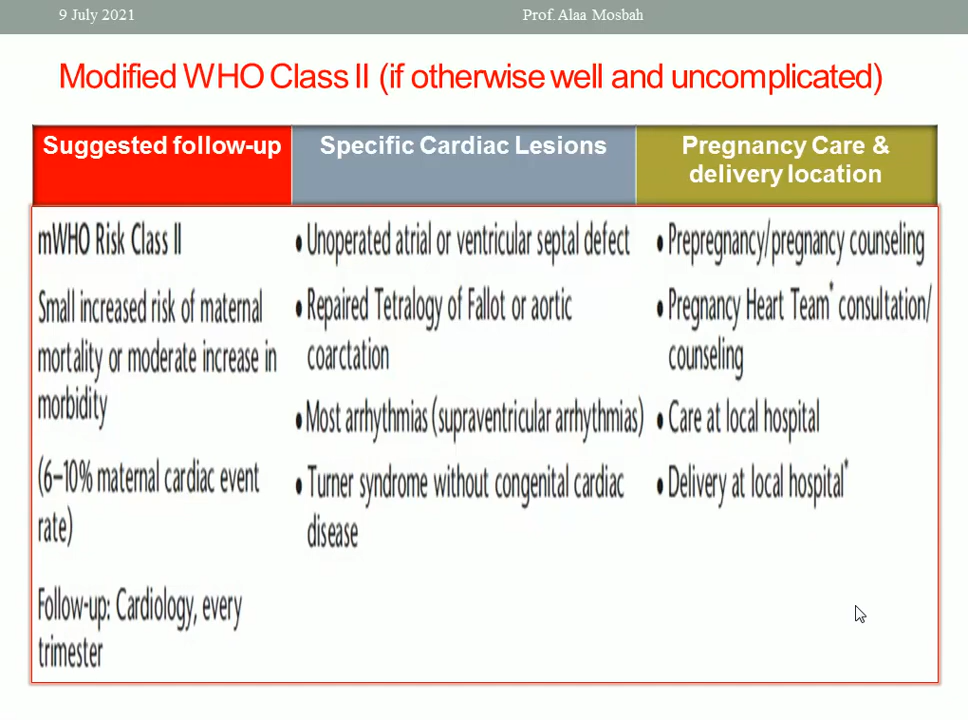 9 July 2021
Prof. Alaa Mosbah
Modified WHO Class II (if otherwise well and uncomplicated)
Suggested follow-up
Specific Cardiac Lesions
Pregnancy Care &
delivery location
mWHO Risk Class II
Small increased risk of maternal
mortality or moderate increase in
morbidity
(6–10% maternal cardiac event
rate)
Follow-up: Cardiology, every
trimester
• Unoperated atrial or ventricular septal defect
• Repaired Tetralogy of Fallot or aortic
coarctation
• Most arrhythmias (supraventricular arrhythmias)
• Turner syndrome without congenital cardiac
disease
• Prepregnancy/pregnancy counseling
• Pregnancy Heart Team* consultation/
counseling
• Care at local hospital
• Delivery at local hospital*